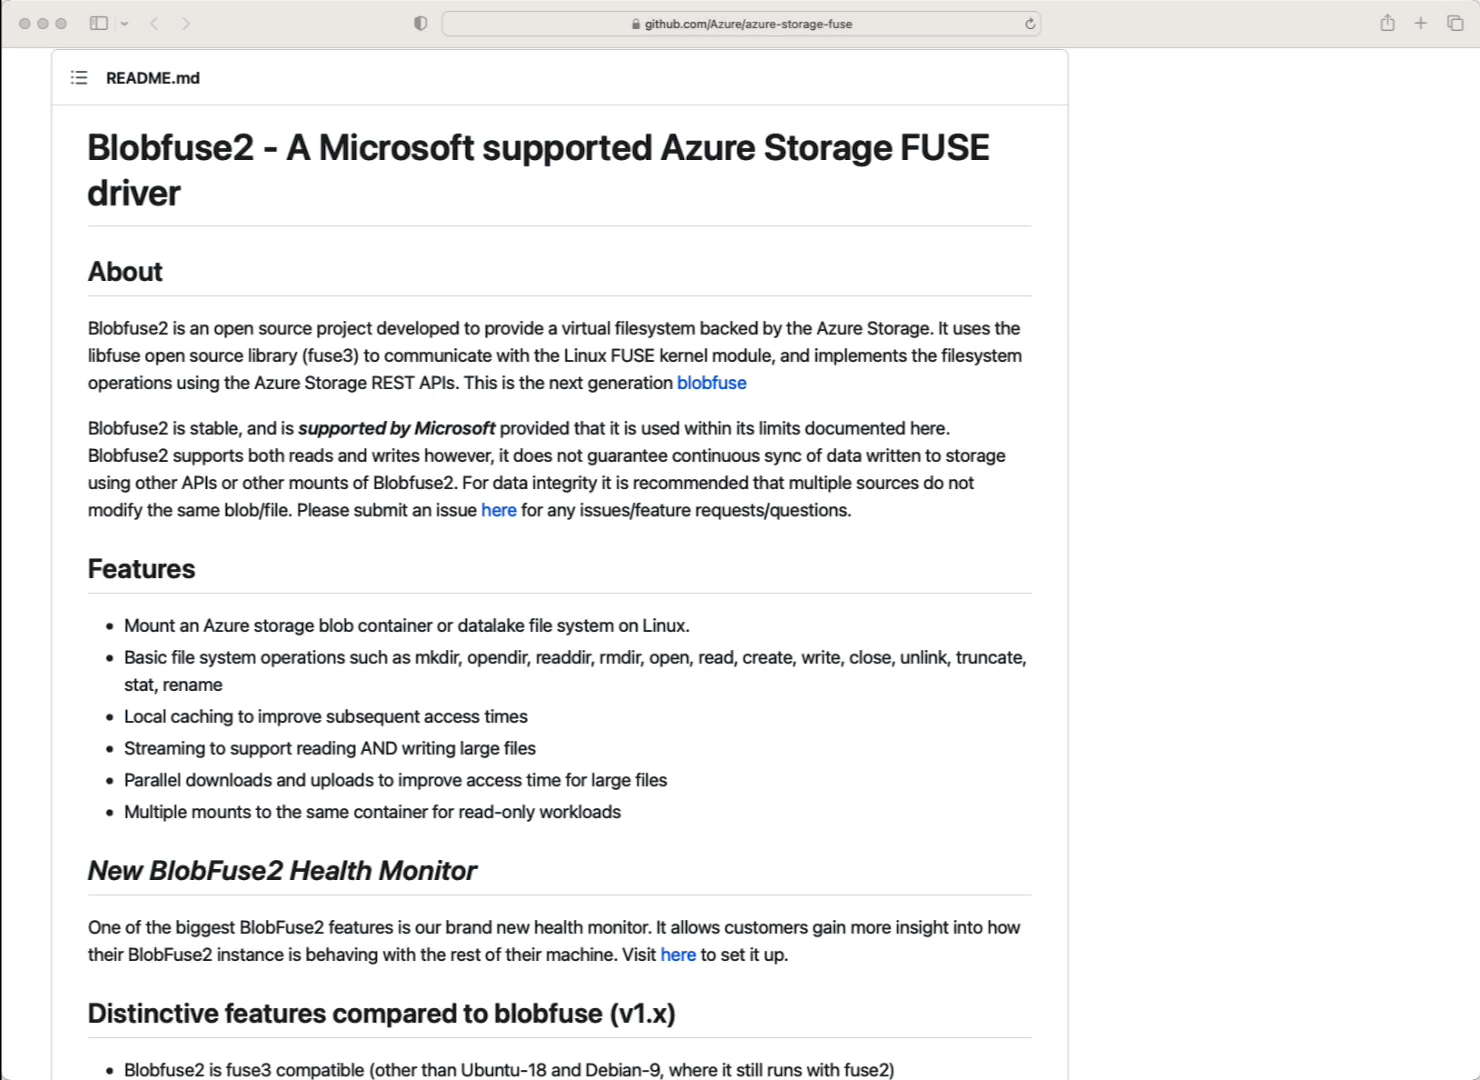 github.com/Azure/azure-storage-fuse
README.md
Blobfuse2 - A Microsoft supported Azure Storage FUSE
driver
About
Blobfuse2 is an open source project developed to provide a virtual filesystem backed by the Azure Storage. It uses the
libfuse open source library (fuse3) to communicate with the Linux FUSE kernel module, and implements the filesystem
operations using the Azure Storage REST APIs. This is the next generation blobfuse
Blobfuse2 is stable, and is supported by Microsoft provided that it is used within its limits documented here.
Blobfuse2 supports both reads and writes however, it does not guarantee continuous sync of data written to storage
using other APIs or other mounts of Blobfuse2. For data integrity it is recommended that multiple sources do not
modify the same blob/file. Please submit an issue here for any issues/feature requests/questions.
Features
• Mount an Azure storage blob container or datalake file system on Linux.
• Basic file system operations such as mkdir, opendir, readdir, rmdir, open, read, create, write, close, unlink, truncate,
stat, rename
• Local caching to improve subsequent access times
• Streaming to support reading AND writing large files
• Parallel downloads and uploads to improve access time for large files
• Multiple mounts to the same container for read-only workloads
New BlobFuse2 Health Monitor
One of the biggest BlobFuse2 features is our brand new health monitor. It allows customers gain more insight into how
their BlobFuse2 instance is behaving with the rest of their machine. Visit here to set it up.
Distinctive features compared to blobfuse (v1.x)
• Blobfuse2 is fuse3 compatible (other than Ubuntu-18 and Debian-9, where it still runs with fuse2)